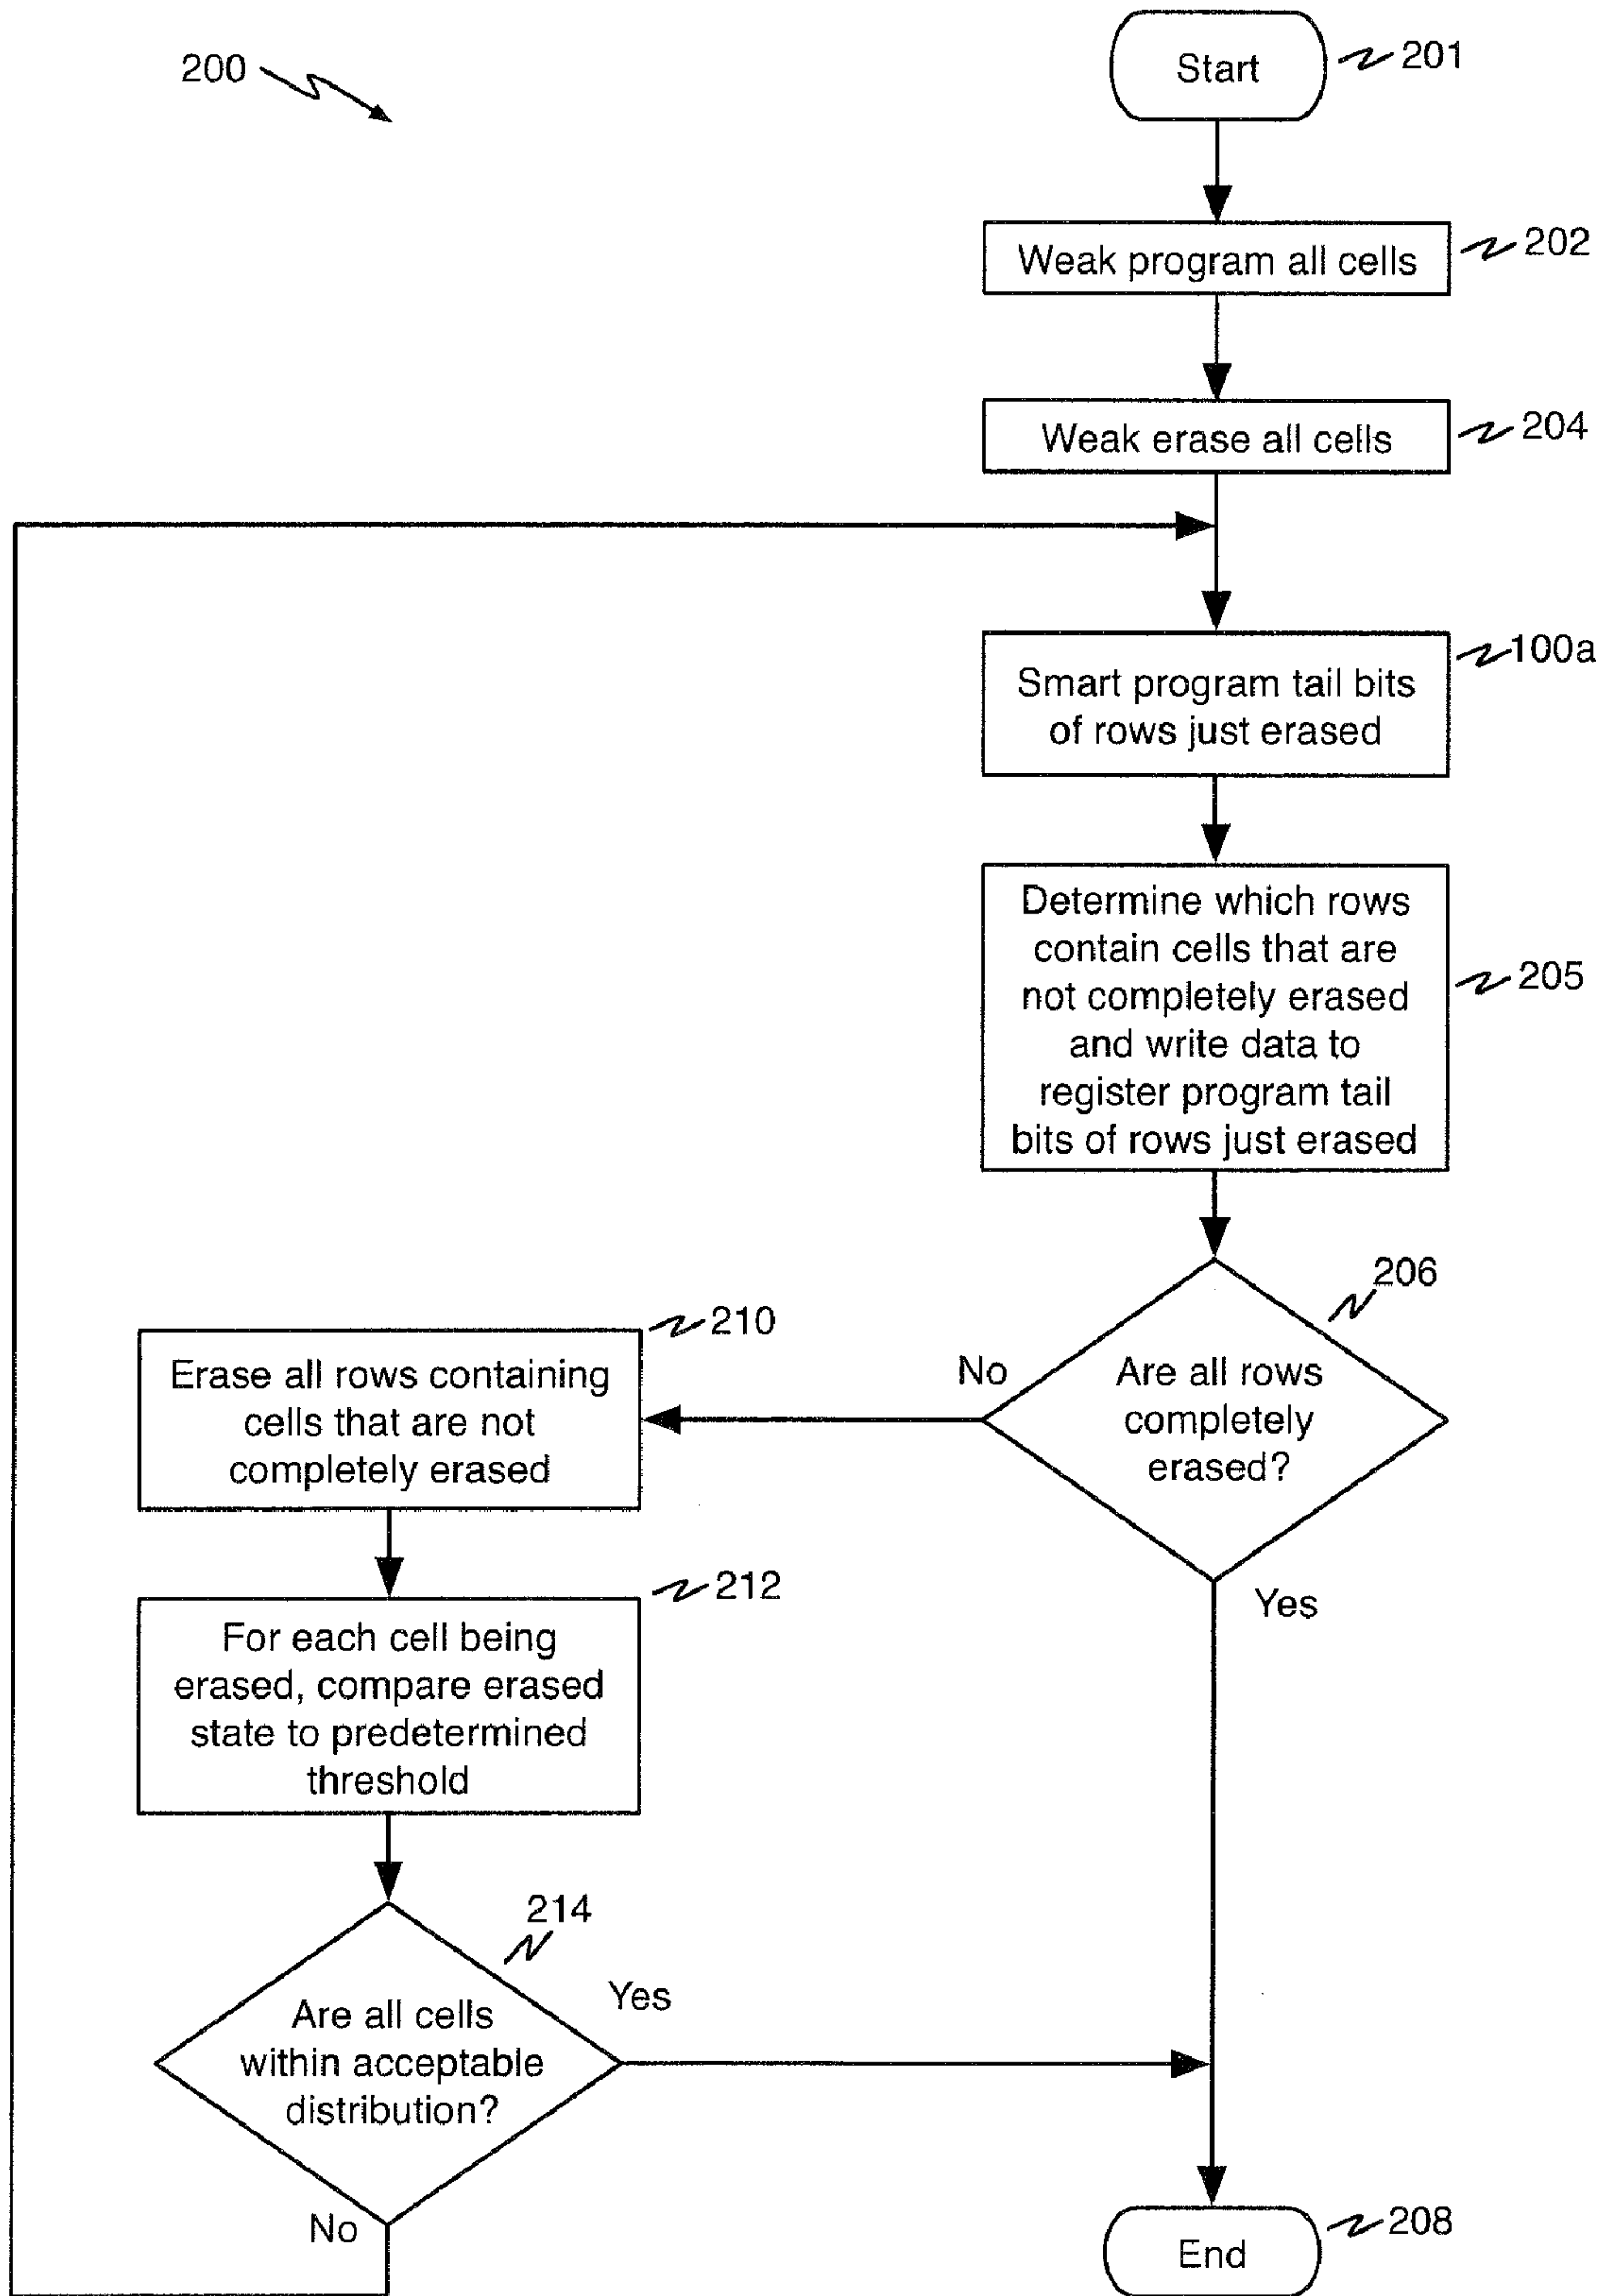 200
Start
201
Weak program all cells
202
Weak erase all cells
204
Smart program tail bits
of rows just erased
100a
Determine which rows
contain cells that are
not completely erased
and write data to
register program tail
bits of rows just erased
205
206
Are all rows
completely
erased?
No
Yes
210
Erase all rows containing
cells that are not
completely erased
212
For each cell being
erased, compare erased
state to predetermined
threshold
214
Are all cells
within acceptable
distribution?
Yes
No
End
208